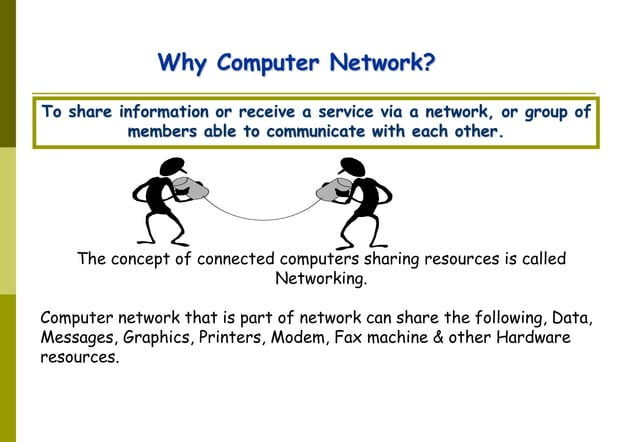 Why Computer Network?
To share information or receive a service via a network, or group of
members able to communicate with each other.
The concept of connected computers sharing resources is called
Networking.
Computer network that is part of network can share the following, Data,
Messages, Graphics, Printers, Modem, Fax machine & other Hardware
resources.